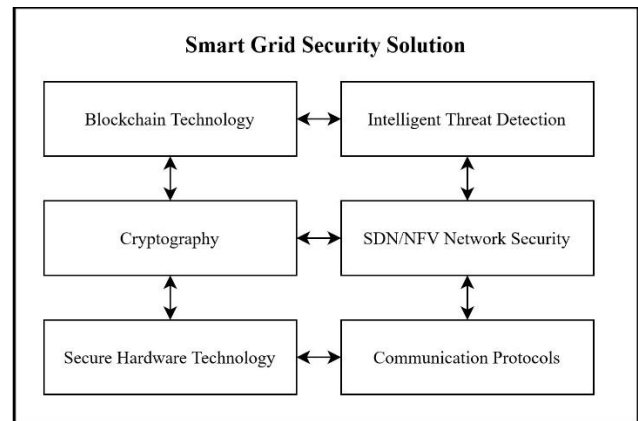 Smart Grid Security Solution
Blockchain Technology
Intelligent Threat Detection
Cryptography
SDN/NFV Network Security
Secure Hardware Technology
Communication Protocols